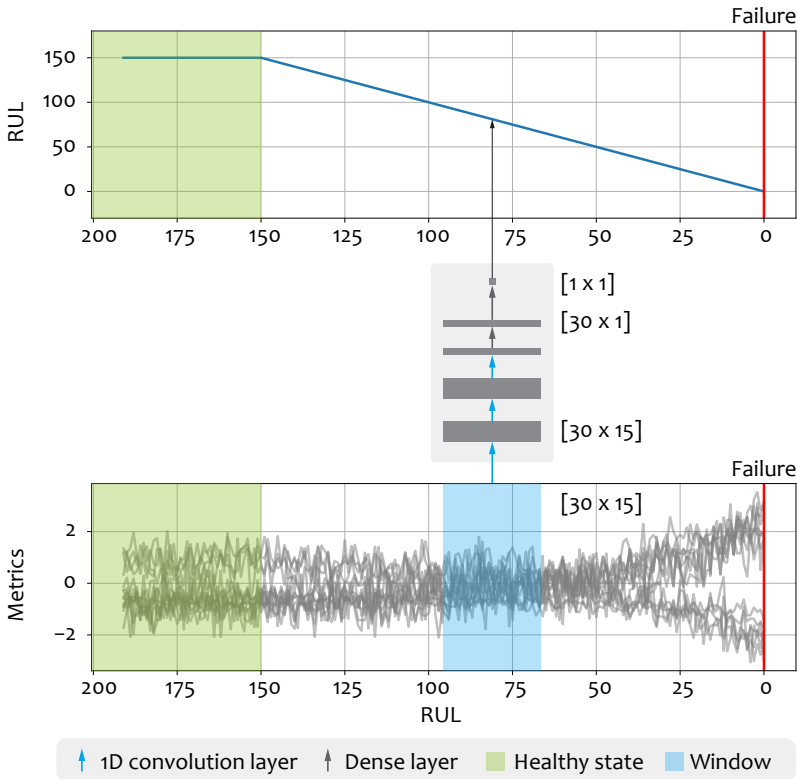 Failure
150
100
50
0
RUL
200 175 150 125 100 75 50 25 0
[1 x 1]
[30 x 1]
[30 x 15]
Failure
[30 x 15]
2
0
−2
Metrics
200 175 150 125 100 75 50 25 0
RUL
1D convolution layer Dense layer Healthy state Window